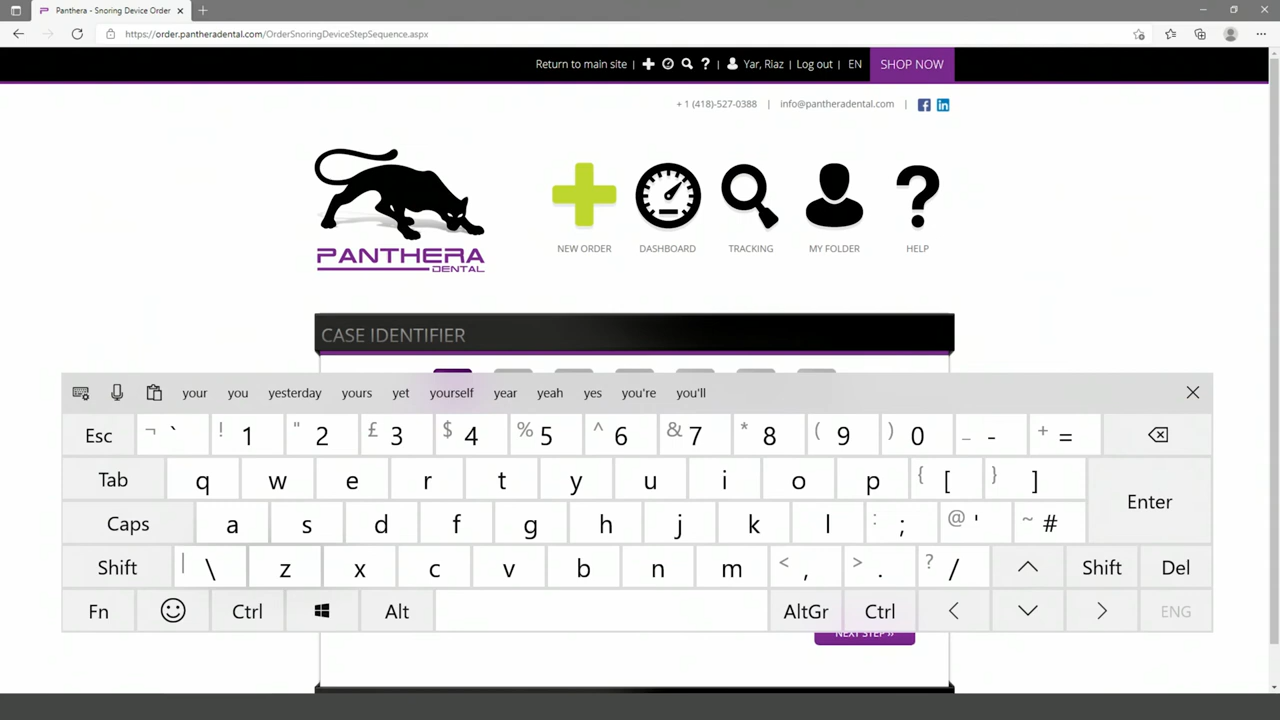 Panthera - Snoring Device Order
https://order.pantheradental.com/OrderSnoringDeviceStepSequence.aspx
Return to main site | ? | Yar, Riaz | Log out | EN SHOP NOW
+ 1 (418)-527-0388 | info@pantheradental.com |
PANTHERA
DENTAL
NEW ORDER DASHBOARD TRACKING MY FOLDER HELP
CASE IDENTIFIER
your you yesterday yours yet yourself year yeah yes you're you'll
Esc ¬ ` ! 1 " 2 £ 3 $ 4 % 5 ^ 6 & 7 * 8 ( 9 ) 0 _ - + =
Tab q w e r t y u i o p { [ } ]
Enter
Caps a s d f g h j k l : ; @ ' ~ #
Shift | \ z x c v b n m < , > . ? / Shift Del
Fn Ctrl Alt AltGr Ctrl ENG
NEXT STEP »